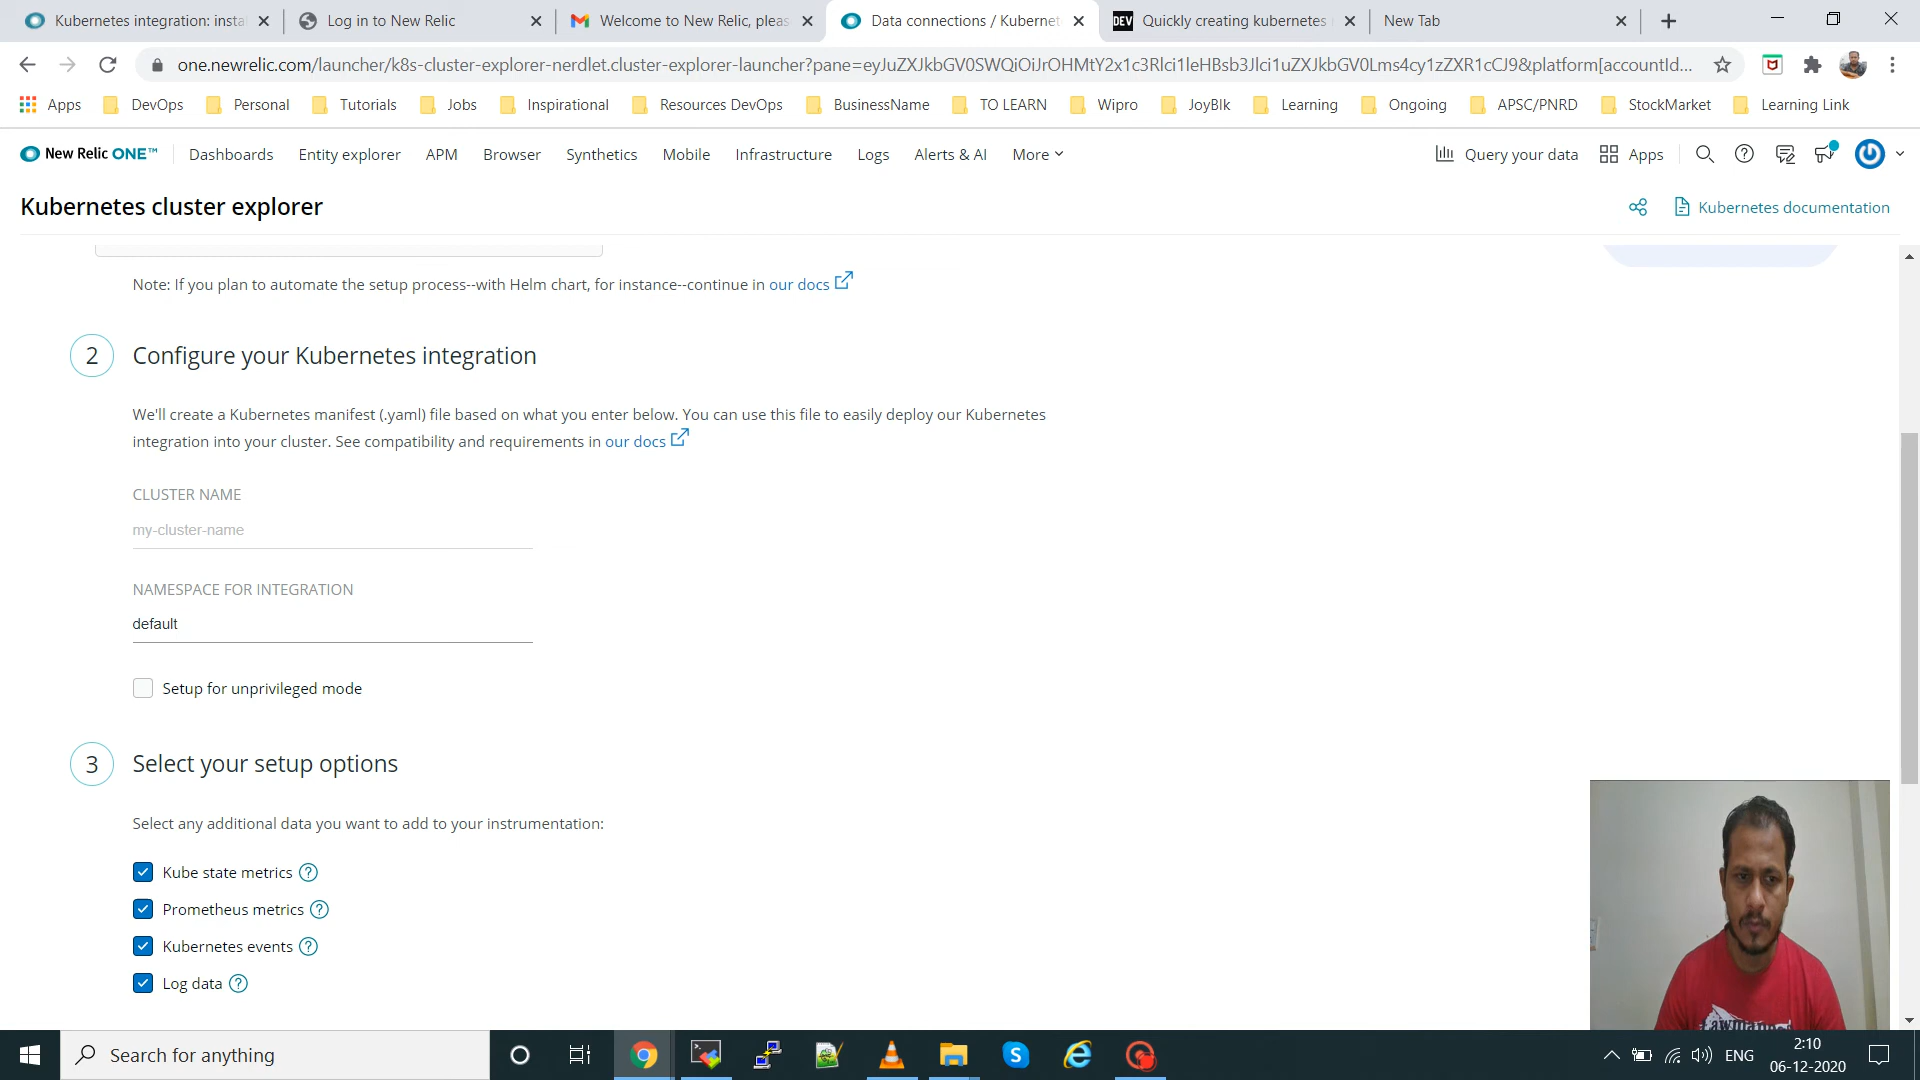 Kubernetes integration: insta
Log in to New Relic
Welcome to New Relic, pleas
Data connections / Kubernet
DEV Quickly creating kubernetes
New Tab
one.newrelic.com/launcher/k8s-cluster-explorer-nerdlet.cluster-explorer-launcher?pane=eyJuZXJkbGV0SWQiOiJrOHMtY2x1c3Rlci1leHBsb3Jlci1uZXJkbGV0Lms4cy1zZXR1cCJ9&platform[accountId...
Apps DevOps Personal Tutorials Jobs Inspirational Resources DevOps BusinessName TO LEARN Wipro JoyBlk Learning Ongoing APSC/PNRD StockMarket Learning Link
New Relic ONE™ Dashboards Entity explorer APM Browser Synthetics Mobile Infrastructure Logs Alerts & AI More Query your data Apps
Kubernetes cluster explorer
Kubernetes documentation
Note: If you plan to automate the setup process--with Helm chart, for instance--continue in our docs
2 Configure your Kubernetes integration
We'll create a Kubernetes manifest (.yaml) file based on what you enter below. You can use this file to easily deploy our Kubernetes
integration into your cluster. See compatibility and requirements in our docs
CLUSTER NAME
my-cluster-name
NAMESPACE FOR INTEGRATION
default
Setup for unprivileged mode
3 Select your setup options
Select any additional data you want to add to your instrumentation:
Kube state metrics
Prometheus metrics
Kubernetes events
Log data
Search for anything
ENG
2:10
06-12-2020